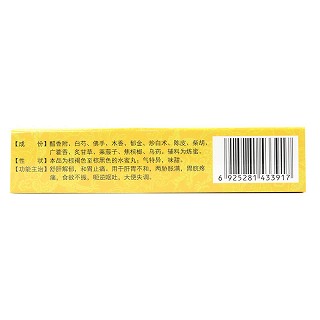 【成 份】醋香附、白芍、佛手、木香、郁金、炒白术、陈皮、柴胡、
广藿香、炙甘草、莱菔子、焦槟榔、乌药。辅料为炼蜜。
【性 状】本品为棕褐色至棕黑色的水蜜丸；气特异，味甜。
【功能主治】舒肝解郁，和胃止痛。用于肝胃不和，两胁胀满，胃脘疼
痛，食欲不振，呃逆呕吐，大便失调。
6 925281 433917